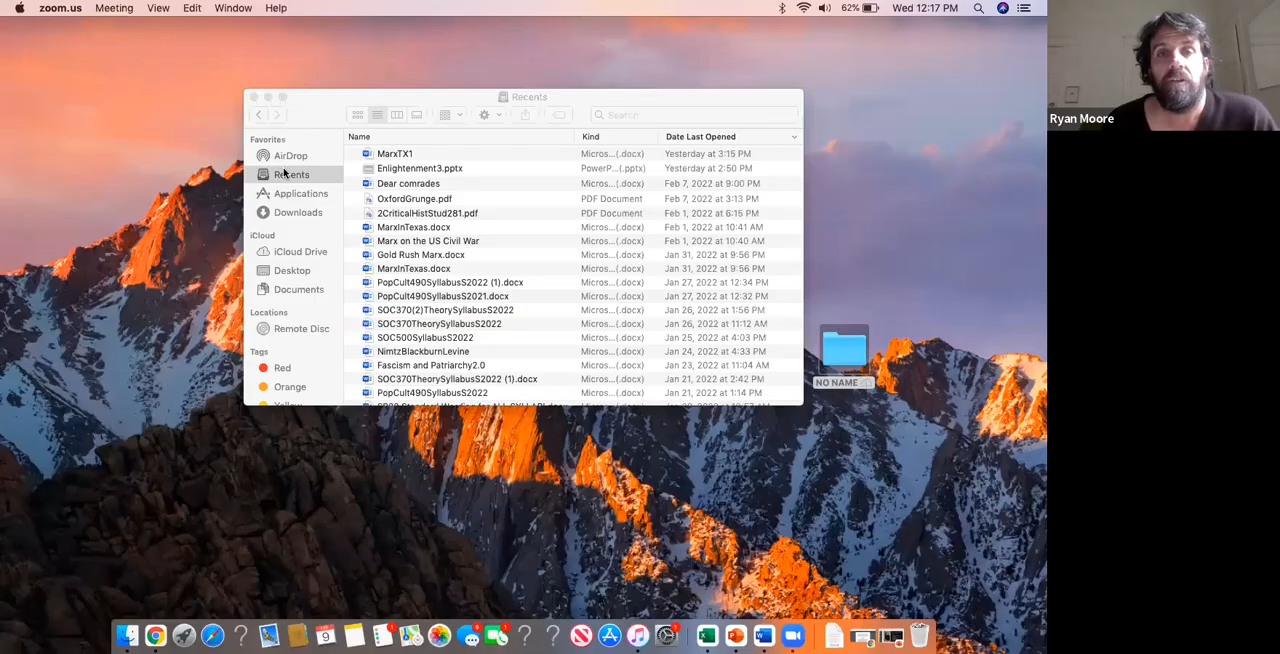 zoom.us Meeting View Edit Window Help 62% Wed 12:17 PM
Ryan Moore
Recents
Search
Favorites
AirDrop
Recents
Applications
Downloads
iCloud
iCloud Drive
Desktop
Documents
Locations
Remote Disc
Tags
Red
Orange
Yellow
Name Kind Date Last Opened
MarxTX1 Micros...(.docx) Yesterday at 3:15 PM
Enlightenment3.pptx PowerP...(.pptx) Yesterday at 2:50 PM
Dear comrades Micros...(.docx) Feb 7, 2022 at 9:00 PM
OxfordGrunge.pdf PDF Document Feb 7, 2022 at 3:13 PM
2CriticalHistStud281.pdf PDF Document Feb 1, 2022 at 6:15 PM
MarxInTexas.docx Micros...(.docx) Feb 1, 2022 at 10:41 AM
Marx on the US Civil War Micros...(.docx) Feb 1, 2022 at 10:40 AM
Gold Rush Marx.docx Micros...(.docx) Jan 31, 2022 at 9:56 PM
MarxInTexas.docx Micros...(.docx) Jan 31, 2022 at 9:56 PM
PopCult490SyllabusS2022 (1).docx Micros...(.docx) Jan 27, 2022 at 12:34 PM
PopCult490SyllabusS2021.docx Micros...(.docx) Jan 27, 2022 at 12:32 PM
SOC370(2)TheorySyllabusS2022 Micros...(.docx) Jan 26, 2022 at 1:56 PM
SOC370TheorySyllabusS2022 Micros...(.docx) Jan 26, 2022 at 11:12 AM
SOC500SyllabusS2022 Micros...(.docx) Jan 25, 2022 at 4:03 PM
NimtzBlackburnLevine Micros...(.docx) Jan 24, 2022 at 4:33 PM
Fascism and Patriarchy2.0 Micros...(.docx) Jan 23, 2022 at 11:04 AM
SOC370TheorySyllabusS2022 (1).docx Micros...(.docx) Jan 21, 2022 at 2:42 PM
PopCult490SyllabusS2022 Micros...(.docx) Jan 21, 2022 at 1:14 PM
NO NAME